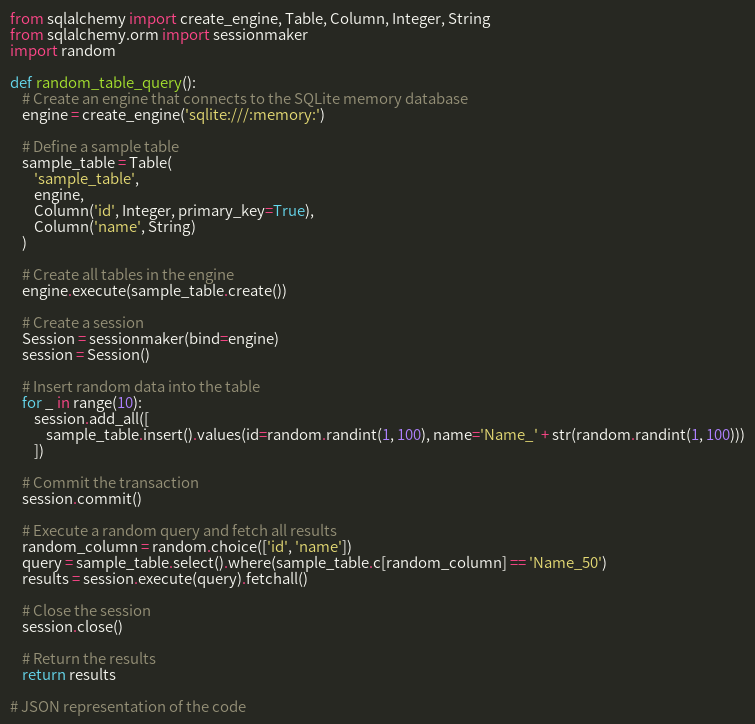 from sqlalchemy import create_engine, Table, Column, Integer, String
from sqlalchemy.orm import sessionmaker
import random

def random_table_query():
    # Create an engine that connects to the SQLite memory database
    engine = create_engine('sqlite:///:memory:')

    # Define a sample table
    sample_table = Table(
        'sample_table',
        engine,
        Column('id', Integer, primary_key=True),
        Column('name', String)
    )

    # Create all tables in the engine
    engine.execute(sample_table.create())

    # Create a session
    Session = sessionmaker(bind=engine)
    session = Session()

    # Insert random data into the table
    for _ in range(10):
        session.add_all([
            sample_table.insert().values(id=random.randint(1, 100), name='Name_' + str(random.randint(1, 100)))
        ])

    # Commit the transaction
    session.commit()

    # Execute a random query and fetch all results
    random_column = random.choice(['id', 'name'])
    query = sample_table.select().where(sample_table.c[random_column] == 'Name_50')
    results = session.execute(query).fetchall()

    # Close the session
    session.close()

    # Return the results
    return results

# JSON representation of the code